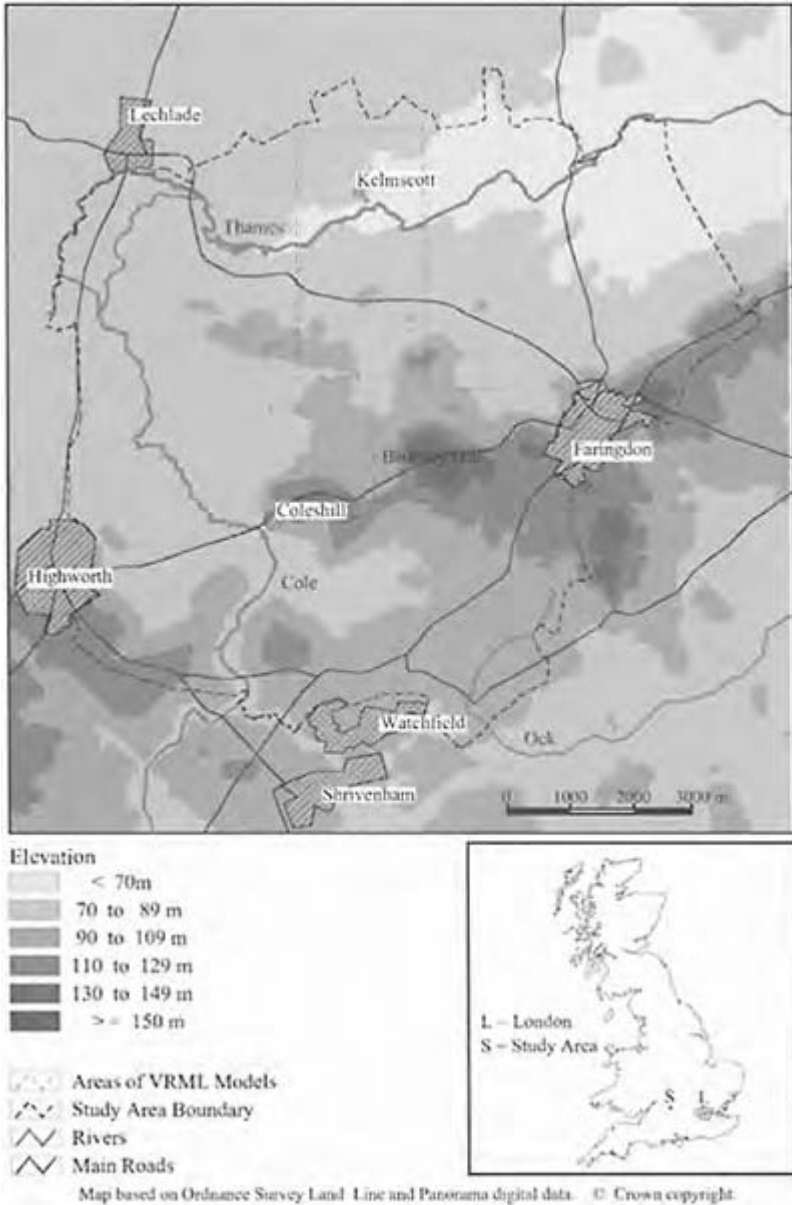 Lechlade
Kelmscott
Thames
Faringdon
Coleshill
Highworth
Cole
Watchfield
Ock
Shrivenham
0 1000 2000 3000 m
Elevation
< 70m
70 to 89 m
90 to 109 m
110 to 129 m
130 to 149 m
>= 150 m
Areas of VRML Models
Study Area Boundary
Rivers
Main Roads
L = London
S = Study Area
S L
Map based on Ordnance Survey Land Line and Panorama digital data. © Crown copyright.